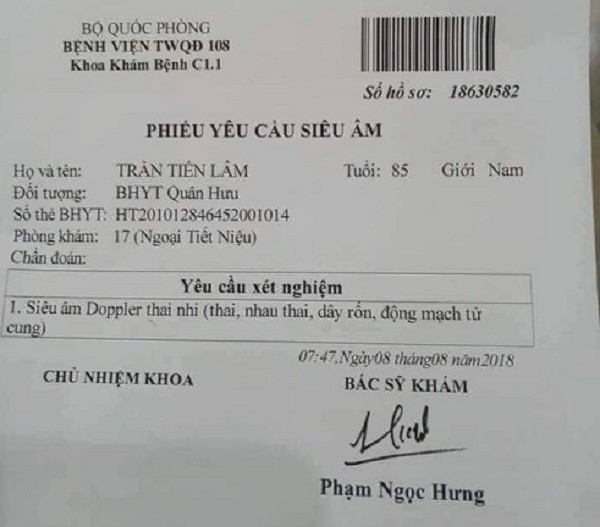 BỘ QUỐC PHÒNG
BỆNH VIỆN TWQĐ 108
Khoa Khám Bệnh C1.1
Số hồ sơ: 18630582
PHIẾU YÊU CẦU SIÊU ÂM
Họ và tên: TRẦN TIẾN LÂM Tuổi: 85 Giới Nam
Đối tượng: BHYT Quân Hưu
Số thẻ BHYT: HT201012846452001014
Phòng khám: 17 (Ngoại Tiết Niệu)
Chẩn đoán:
Yêu cầu xét nghiệm
1. Siêu âm Doppler thai nhi (thai, nhau thai, dây rốn, động mạch tử
cung)
07:47,Ngày08 tháng08 năm2018
CHỦ NHIỆM KHOA BÁC SỸ KHÁM
Phạm Ngọc Hưng